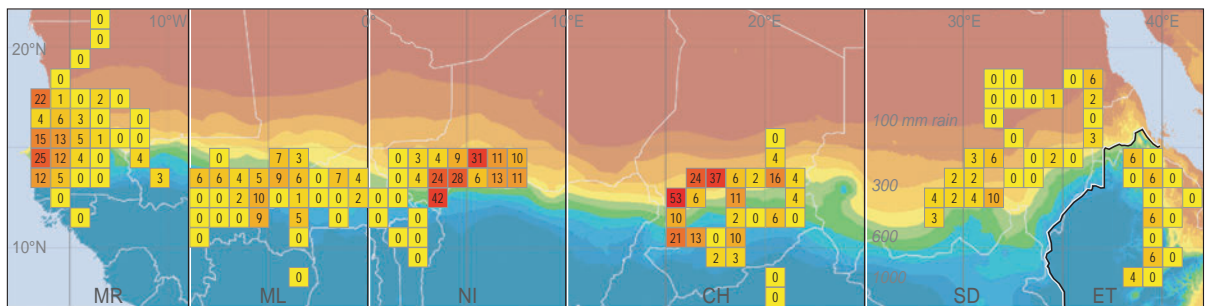 0 10°W 0° 10°E 20°E 30°E 40°E
0
20°N
0
0 0 0 0 6
22 1 0 2 0 0 0 0 1 2
4 6 3 0 0 100 mm rain 0 0
15 13 5 1 0 0 0 0 3
25 12 4 0 4 0 7 3 0 3 4 9 31 11 10 4 3 6 0 2 0 6 0
12 5 0 0 3 6 6 4 5 9 6 0 7 4 0 4 24 28 6 13 11 24 37 6 2 16 4 300 2 2 0 0 0 6 0
0 0 2 10 0 1 0 0 2 0 0 0 42 53 6 11 4 4 2 4 10 6 0 0
0 0 0 0 9 5 0 0 0 10 2 0 6 0 3 6 0
10°N 0 0 0 0 21 13 0 10 600 0
0 2 3 6 0
0 0 1000 4 0
MR ML NI CH 0 SD ET